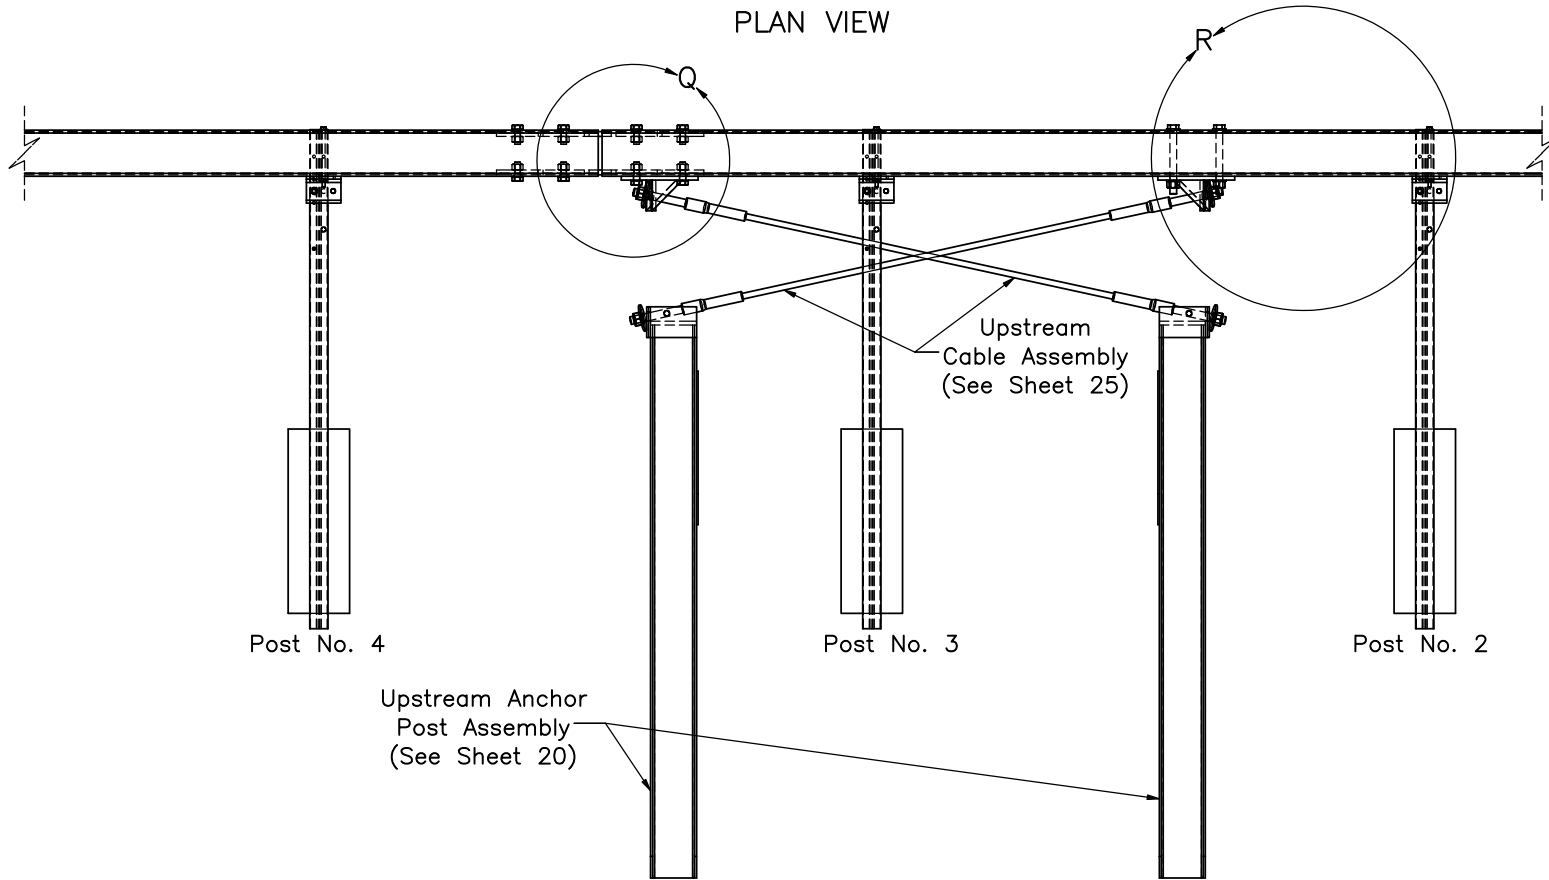 PLAN VIEW
Q
R
Upstream
Cable Assembly
(See Sheet 25)
Post No. 4
Post No. 3
Post No. 2
Upstream Anchor
Post Assembly
(See Sheet 20)